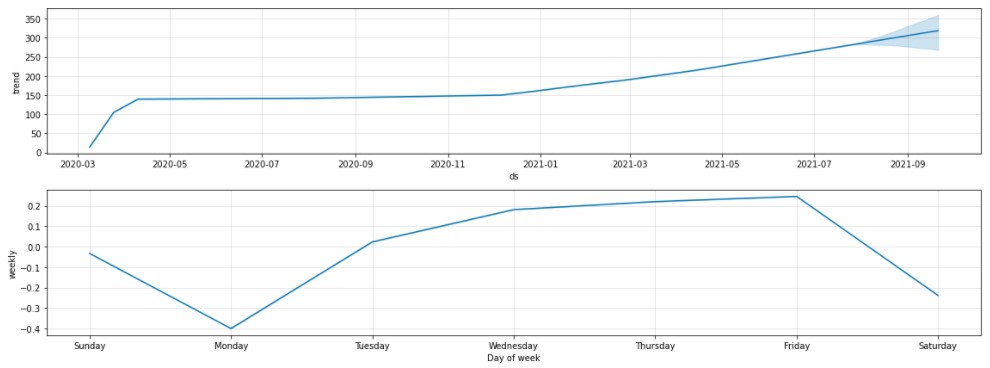 350
300
250
200
150
100
50
0
trend
2020-03 2020-05 2020-07 2020-09 2020-11 2021-01 2021-03 2021-05 2021-07 2021-09
ds
0.2
0.1
0.0
−0.1
−0.2
−0.3
−0.4
weekly
Sunday Monday Tuesday Wednesday Thursday Friday Saturday
Day of week